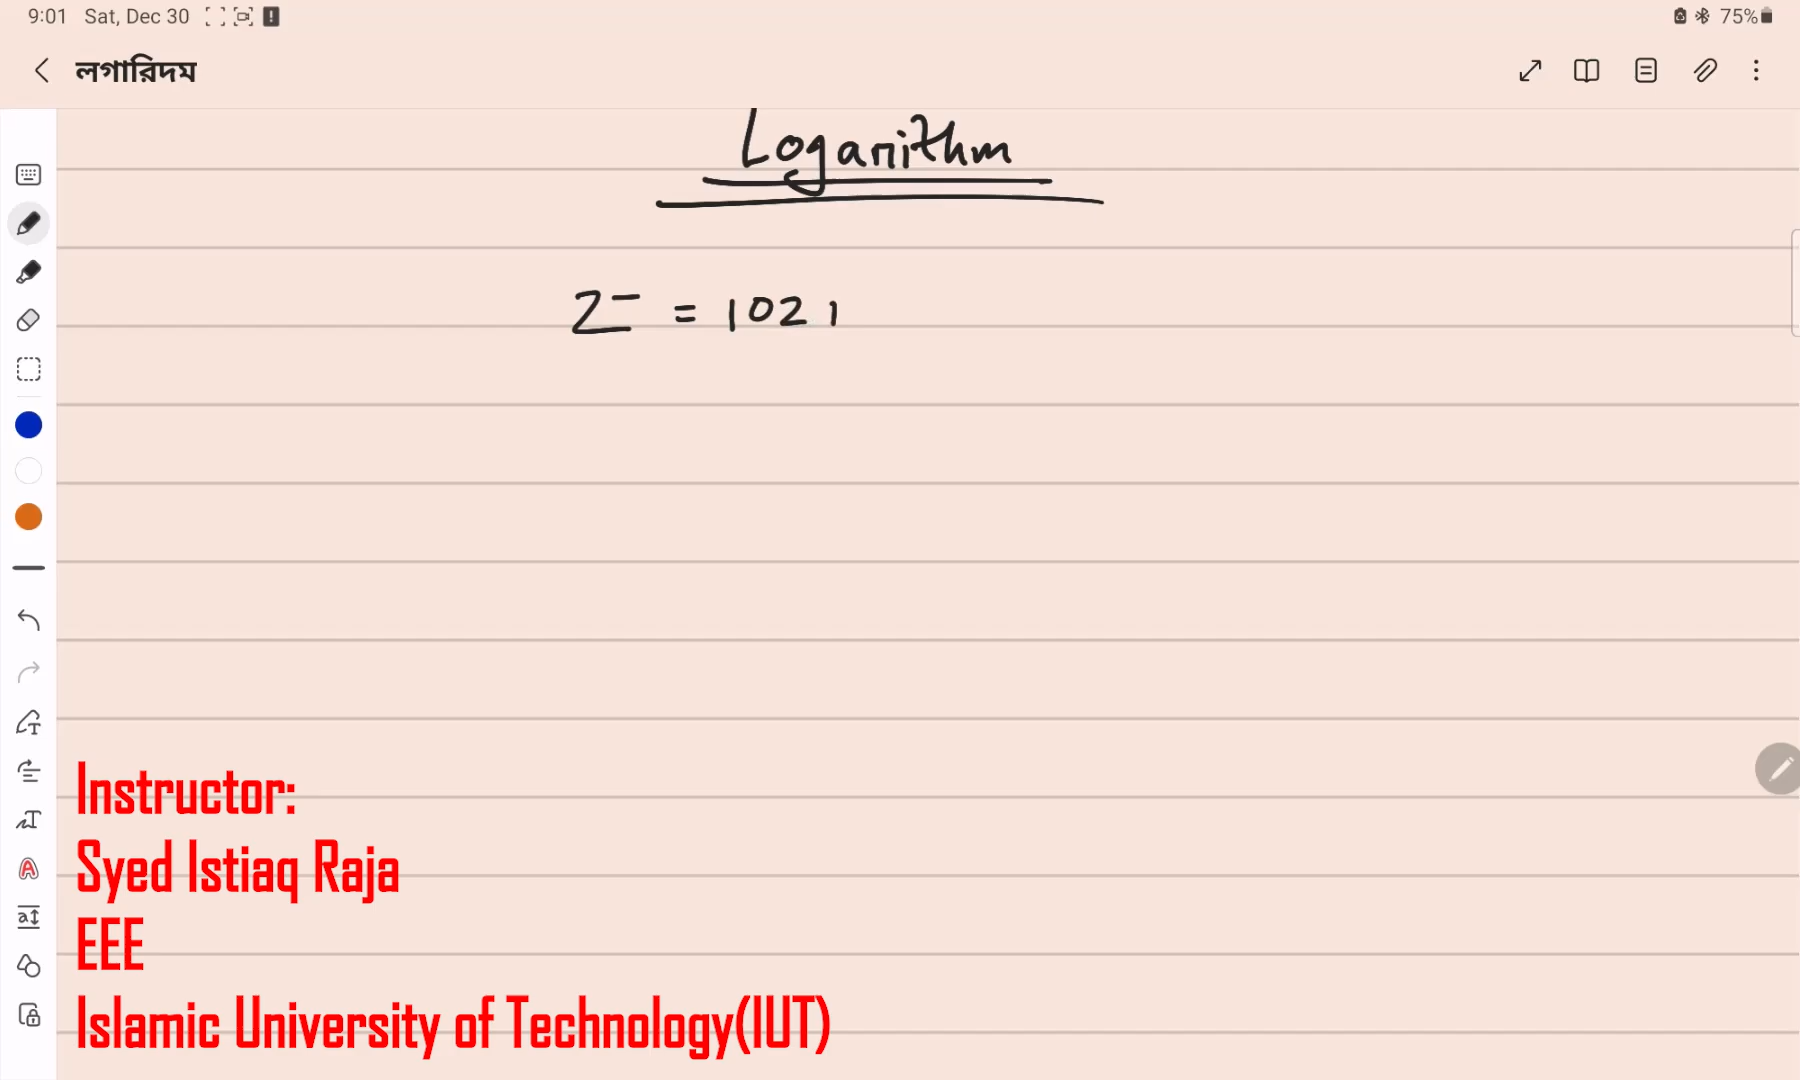 9:01 Sat, Dec 30 75%
লগারিদম
Logarithm
2⁻ = 102
Instructor:
Syed Istiaq Raja
EEE
Islamic University of Technology(IUT)